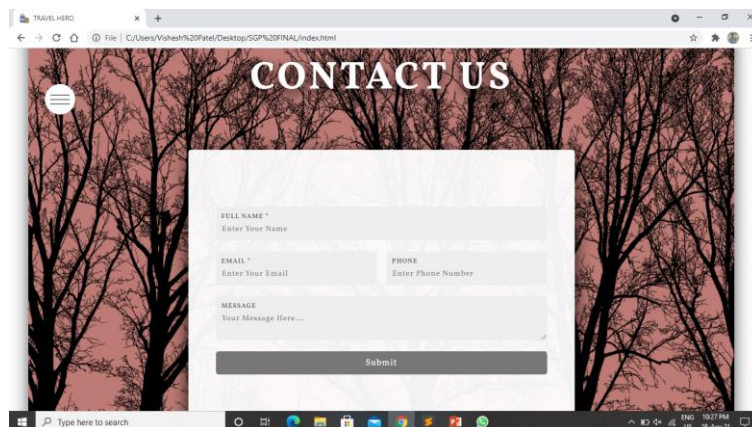 TRAVEL HERO
File | C:/Users/Vishesh%20Patel/Desktop/SGP%20FINAL/index.html
CONTACT US
FULL NAME *
Enter Your Name
EMAIL *
PHONE
Enter Your Email
Enter Phone Number
MESSAGE
Your Message Here...
Submit
Type here to search
ENG 10:27 PM
US